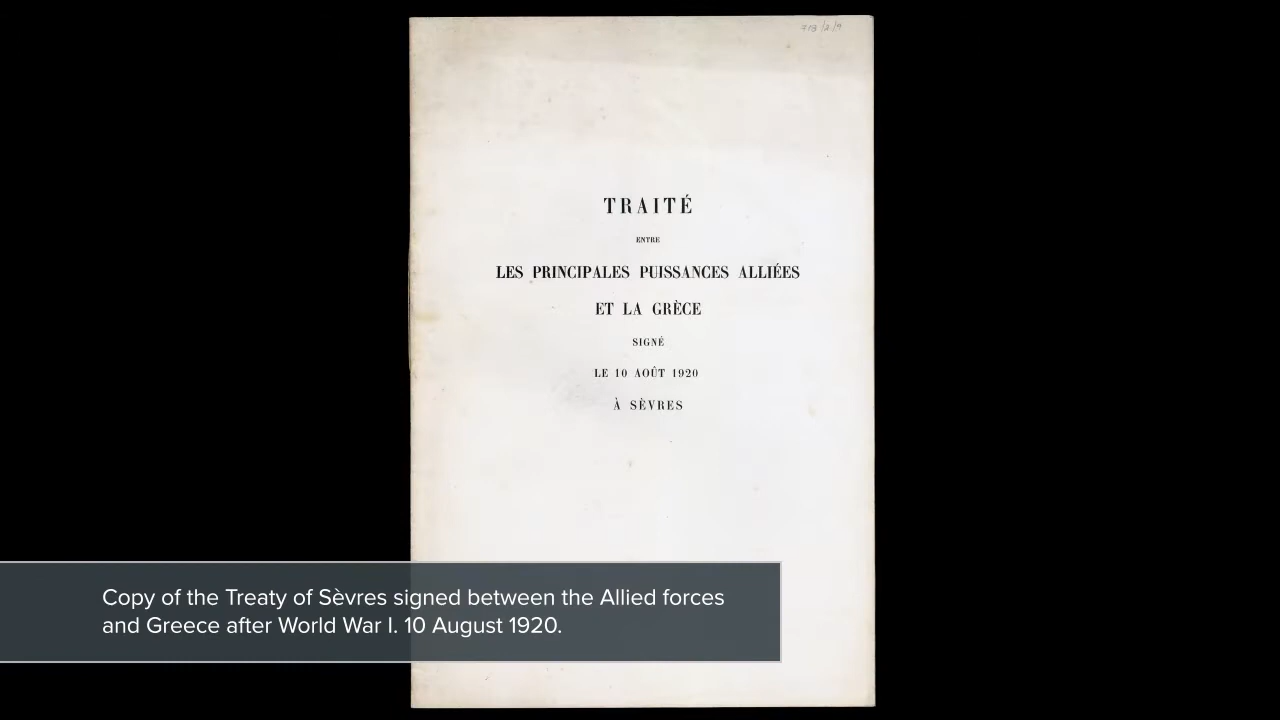 TRAITÉ
ENTRE
LES PRINCIPALES PUISSANCES ALLIÉES
ET LA GRÈCE
SIGNÉ
LE 10 AOÛT 1920
À SÈVRES
Copy of the Treaty of Sèvres signed between the Allied forces
and Greece after World War I. 10 August 1920.